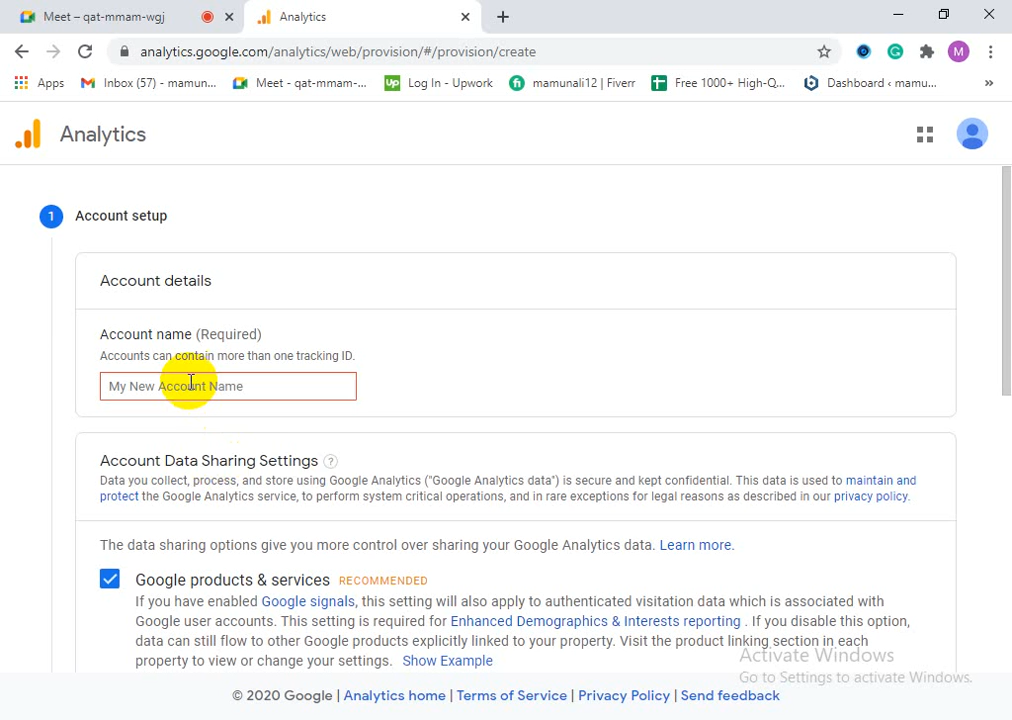 Meet – qat-mmam-wgj
Analytics
analytics.google.com/analytics/web/provision/#/provision/create
M
Apps
Inbox (57) - mamun...
Meet - qat-mmam-...
Up
Log In - Upwork
fi
mamunali12 | Fiverr
Free 1000+ High-Q...
Dashboard ‹ mamu...
»
Analytics
1
Account setup
Account details
Account name (Required)
Accounts can contain more than one tracking ID.
My New Account Name
Account Data Sharing Settings ?
Data you collect, process, and store using Google Analytics ("Google Analytics data") is secure and kept confidential. This data is used to maintain and
protect the Google Analytics service, to perform system critical operations, and in rare exceptions for legal reasons as described in our privacy policy.
The data sharing options give you more control over sharing your Google Analytics data. Learn more.
Google products & services RECOMMENDED
If you have enabled Google signals, this setting will also apply to authenticated visitation data which is associated with
Google user accounts. This setting is required for Enhanced Demographics & Interests reporting . If you disable this option,
data can still flow to other Google products explicitly linked to your property. Visit the product linking section in each
property to view or change your settings. Show Example
Activate Windows
Go to Settings to activate Windows.
© 2020 Google | Analytics home | Terms of Service | Privacy Policy | Send feedback